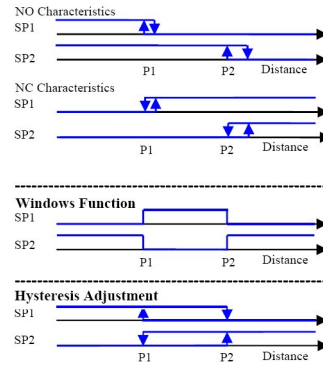 NO Characteristics
SP1
SP2
P1 P2 Distance
NC Characteristics
SP1
SP2
P1 P2 Distance
Windows Function
SP1
SP2
P1 P2 Distance
Hysteresis Adjustment
SP1
SP2
P1 P2 Distance